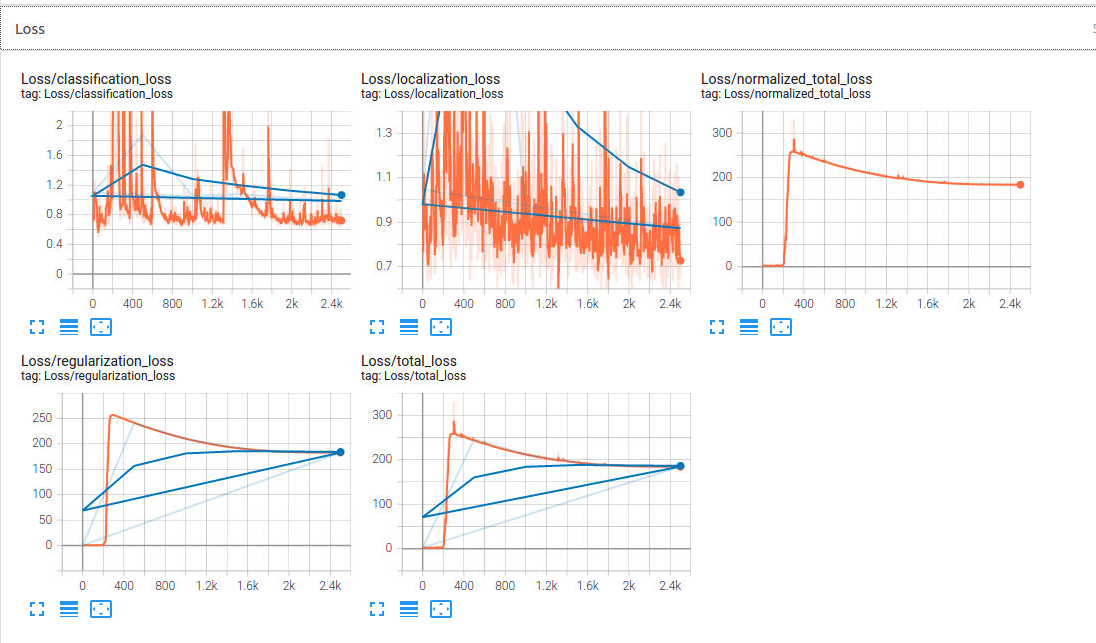 Loss
Loss/classification_loss
tag: Loss/classification_loss
2
1.6
1.2
0.8
0.4
0
0 400 800 1.2k 1.6k 2k 2.4k
Loss/localization_loss
tag: Loss/localization_loss
1.3
1.1
0.9
0.7
0 400 800 1.2k 1.6k 2k 2.4k
Loss/normalized_total_loss
tag: Loss/normalized_total_loss
300
200
100
0
0 400 800 1.2k 1.6k 2k 2.4k
Loss/regularization_loss
tag: Loss/regularization_loss
250
200
150
100
50
0
0 400 800 1.2k 1.6k 2k 2.4k
Loss/total_loss
tag: Loss/total_loss
300
200
100
0
0 400 800 1.2k 1.6k 2k 2.4k